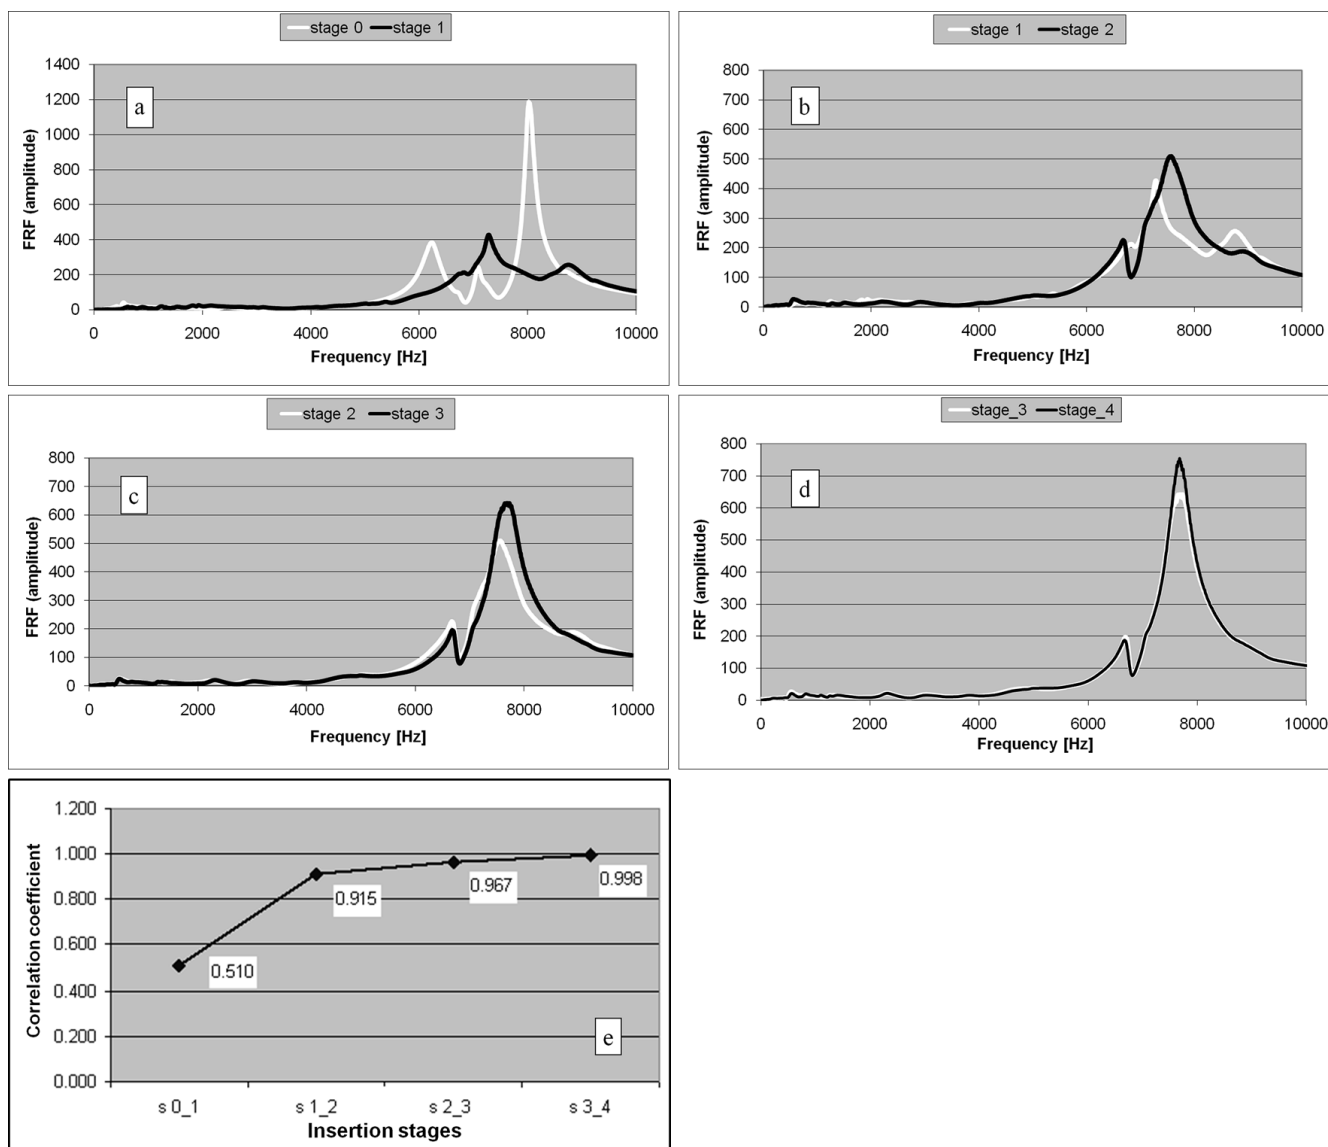 stage 0 stage 1
1400
1200
1000
800
600
400
200
0
FRF (amplitude)
a
0 2000 4000 6000 8000 10000
Frequency [Hz]
stage 1 stage 2
800
700
600
500
400
300
200
100
0
FRF (amplitude)
b
0 2000 4000 6000 8000 10000
Frequency [Hz]
stage 2 stage 3
800
700
600
500
400
300
200
100
0
FRF (amplitude)
c
0 2000 4000 6000 8000 10000
Frequency [Hz]
stage_3 stage_4
800
700
600
500
400
300
200
100
0
FRF (amplitude)
d
0 2000 4000 6000 8000 10000
Frequency [Hz]
1.200
1.000
0.800
0.600
0.400
0.200
0.000
Correlation coefficient
0.510
0.915
0.967
0.998
e
s 0_1 s 1_2 s 2_3 s 3_4
Insertion stages